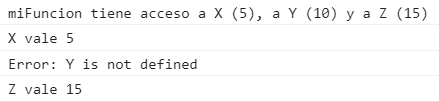 miFuncion tiene acceso a X (5), a Y (10) y a Z (15)
X vale 5
Error: Y is not defined
Z vale 15